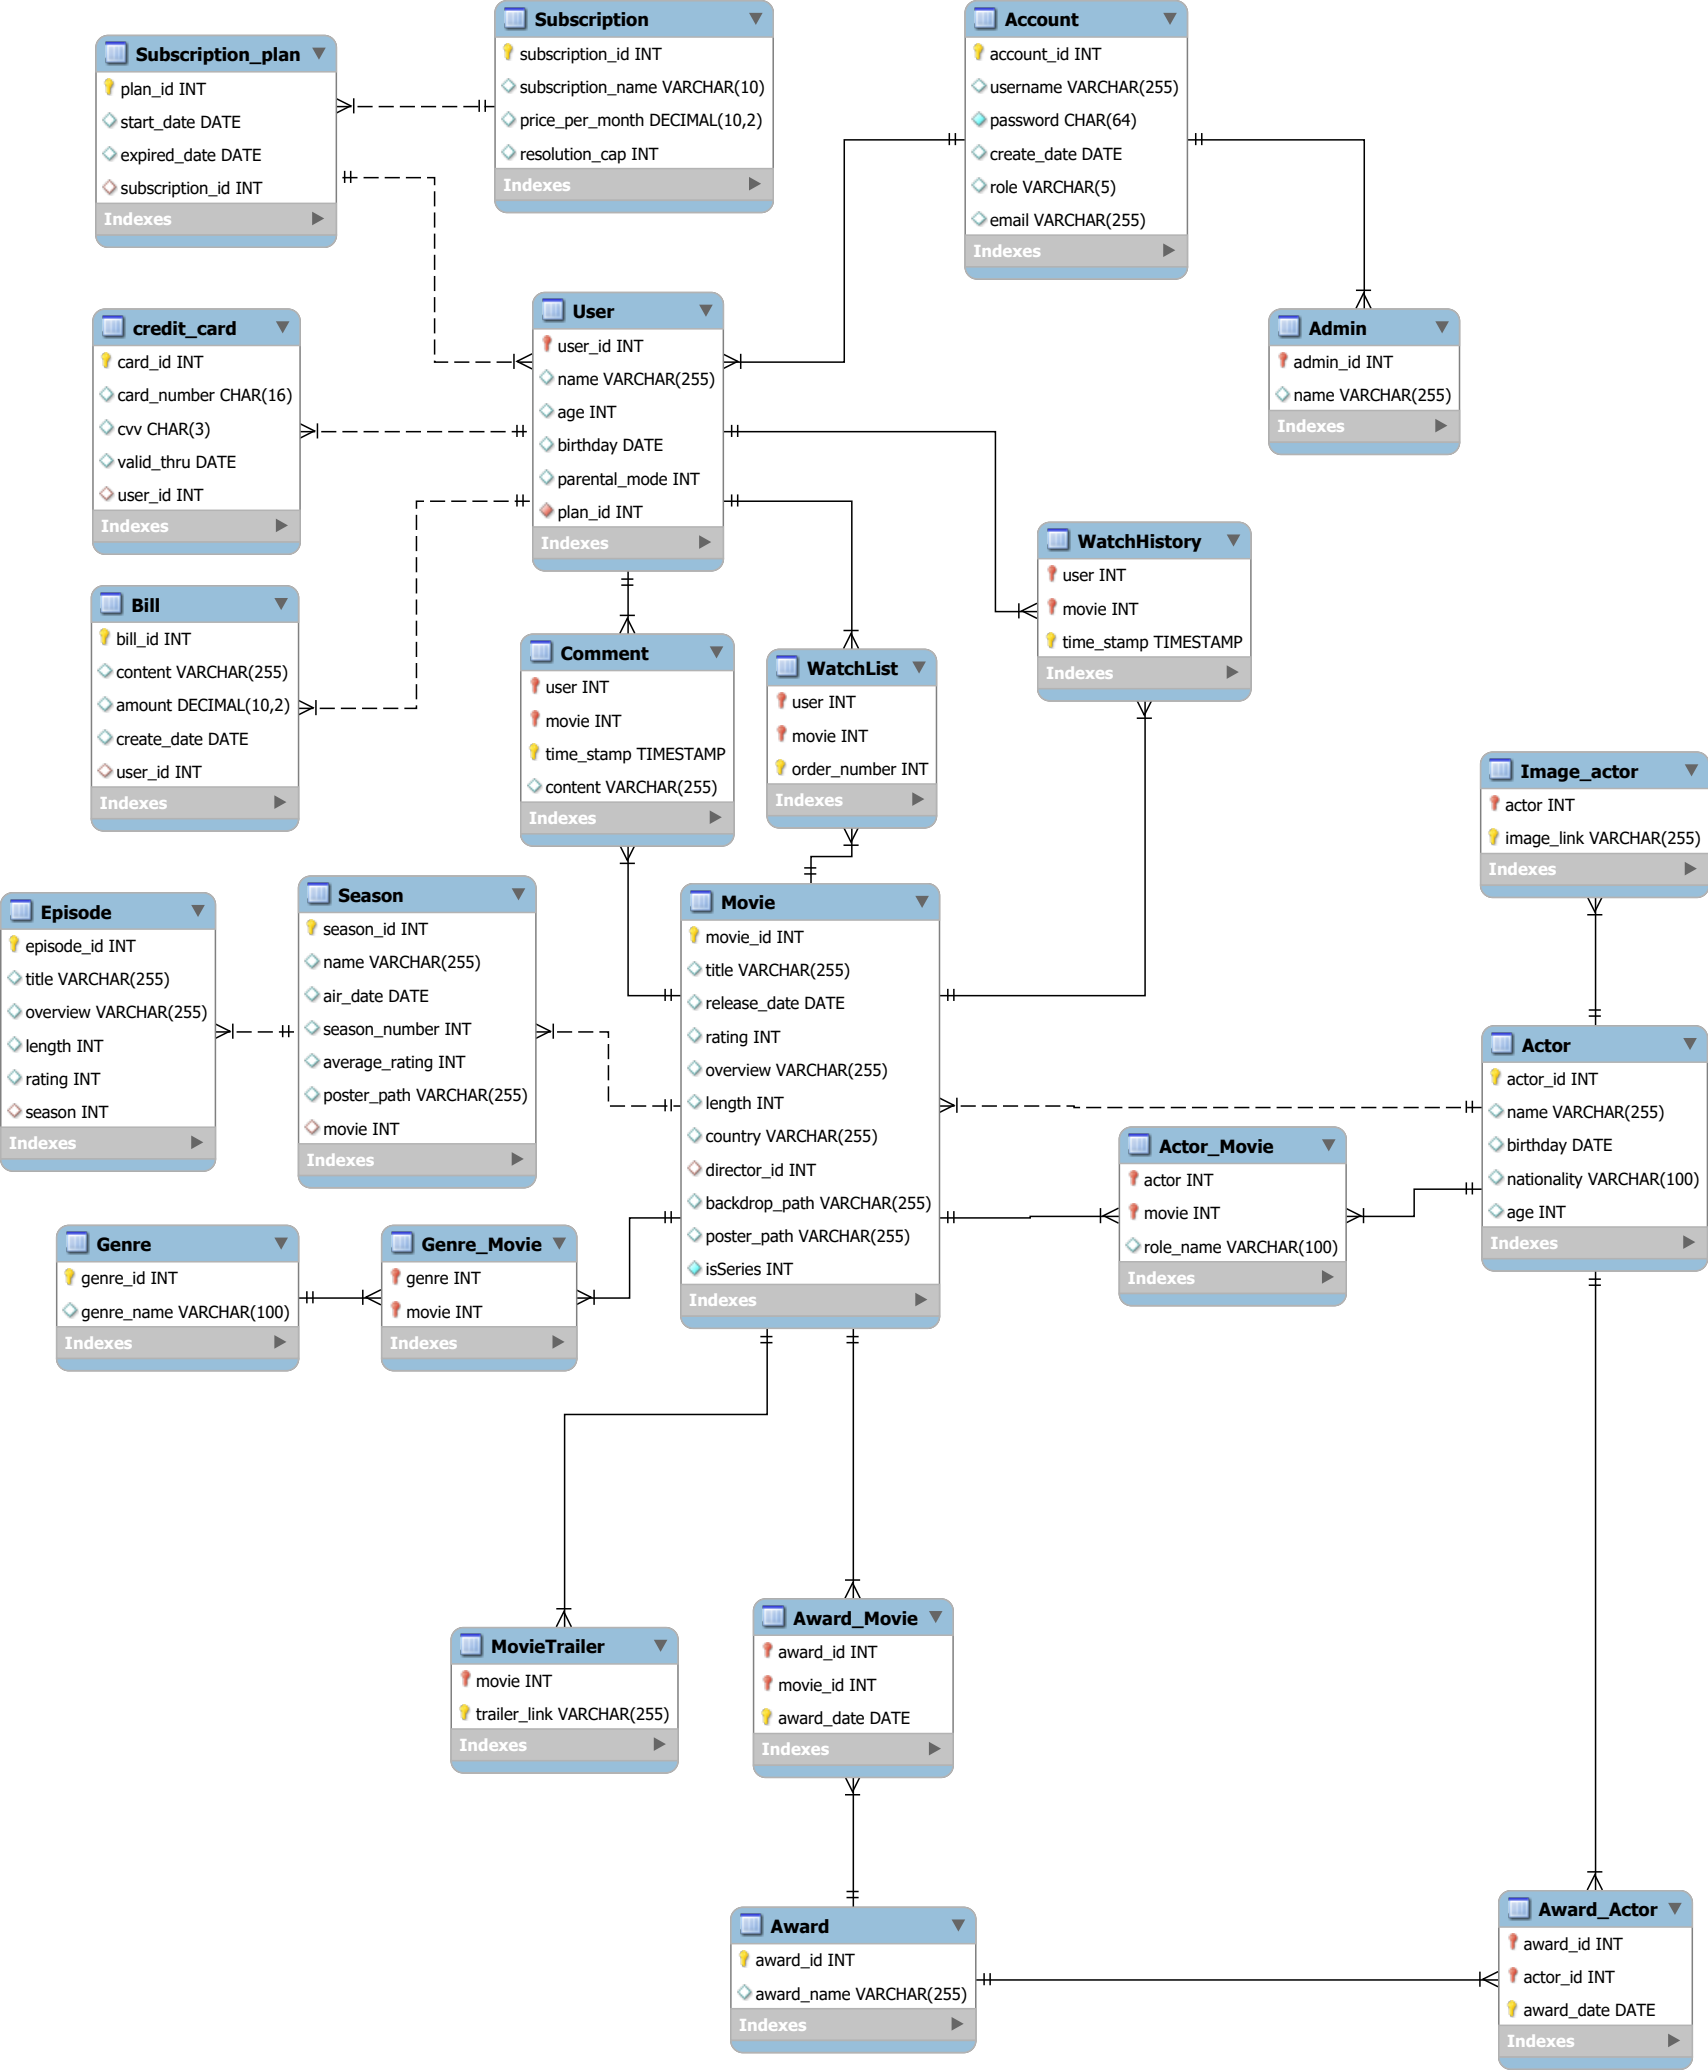 Subscription_plan
plan_id INT
start_date DATE
expired_date DATE
subscription_id INT
Indexes
Subscription
subscription_id INT
subscription_name VARCHAR(10)
price_per_month DECIMAL(10,2)
resolution_cap INT
Indexes
Account
account_id INT
username VARCHAR(255)
password CHAR(64)
create_date DATE
role VARCHAR(5)
email VARCHAR(255)
Indexes
credit_card
card_id INT
card_number CHAR(16)
cvv CHAR(3)
valid_thru DATE
user_id INT
Indexes
User
user_id INT
name VARCHAR(255)
age INT
birthday DATE
parental_mode INT
plan_id INT
Indexes
Admin
admin_id INT
name VARCHAR(255)
Indexes
Bill
bill_id INT
content VARCHAR(255)
amount DECIMAL(10,2)
create_date DATE
user_id INT
Indexes
Comment
user INT
movie INT
time_stamp TIMESTAMP
content VARCHAR(255)
Indexes
WatchList
user INT
movie INT
order_number INT
Indexes
WatchHistory
user INT
movie INT
time_stamp TIMESTAMP
Indexes
Image_actor
actor INT
image_link VARCHAR(255)
Indexes
Episode
episode_id INT
title VARCHAR(255)
overview VARCHAR(255)
length INT
rating INT
season INT
Indexes
Season
season_id INT
name VARCHAR(255)
air_date DATE
season_number INT
average_rating INT
poster_path VARCHAR(255)
movie INT
Indexes
Movie
movie_id INT
title VARCHAR(255)
release_date DATE
rating INT
overview VARCHAR(255)
length INT
country VARCHAR(255)
director_id INT
backdrop_path VARCHAR(255)
poster_path VARCHAR(255)
isSeries INT
Indexes
Actor
actor_id INT
name VARCHAR(255)
birthday DATE
nationality VARCHAR(100)
age INT
Indexes
Actor_Movie
actor INT
movie INT
role_name VARCHAR(100)
Indexes
Genre
genre_id INT
genre_name VARCHAR(100)
Indexes
Genre_Movie
genre INT
movie INT
Indexes
MovieTrailer
movie INT
trailer_link VARCHAR(255)
Indexes
Award_Movie
award_id INT
movie_id INT
award_date DATE
Indexes
Award
award_id INT
award_name VARCHAR(255)
Indexes
Award_Actor
award_id INT
actor_id INT
award_date DATE
Indexes